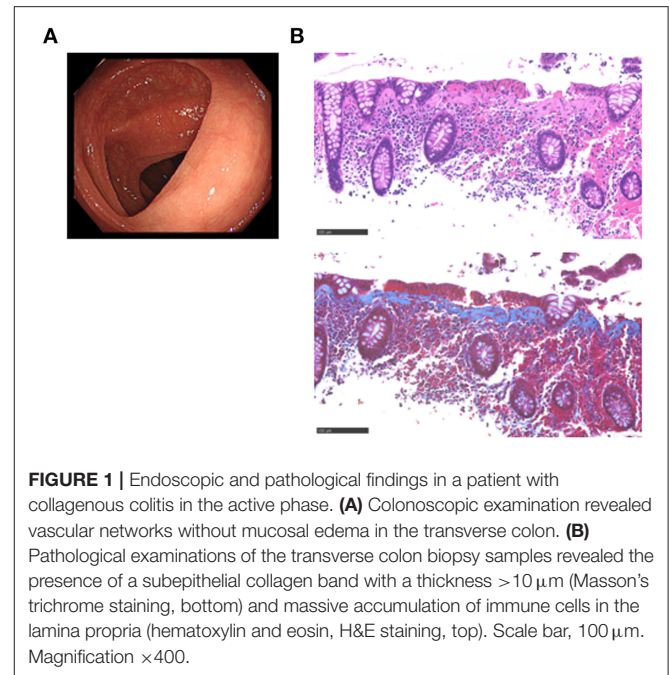 A
B
FIGURE 1 | Endoscopic and pathological findings in a patient with
collagenous colitis in the active phase. (A) Colonoscopic examination revealed
vascular networks without mucosal edema in the transverse colon. (B)
Pathological examinations of the transverse colon biopsy samples revealed the
presence of a subepithelial collagen band with a thickness >10 μm (Masson's
trichrome staining, bottom) and massive accumulation of immune cells in the
lamina propria (hematoxylin and eosin, H&E staining, top). Scale bar, 100 μm.
Magnification ×400.